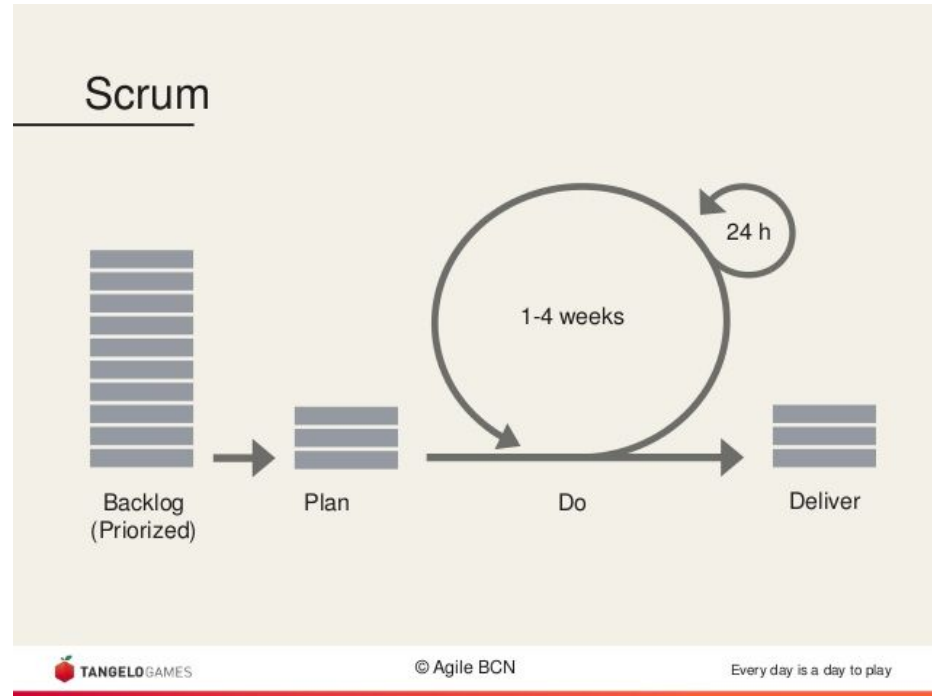 Scrum
24 h
1-4 weeks
Backlog
(Priorized)
Plan
Do
Deliver
TANGELOGAMES
© Agile BCN
Every day is a day to play